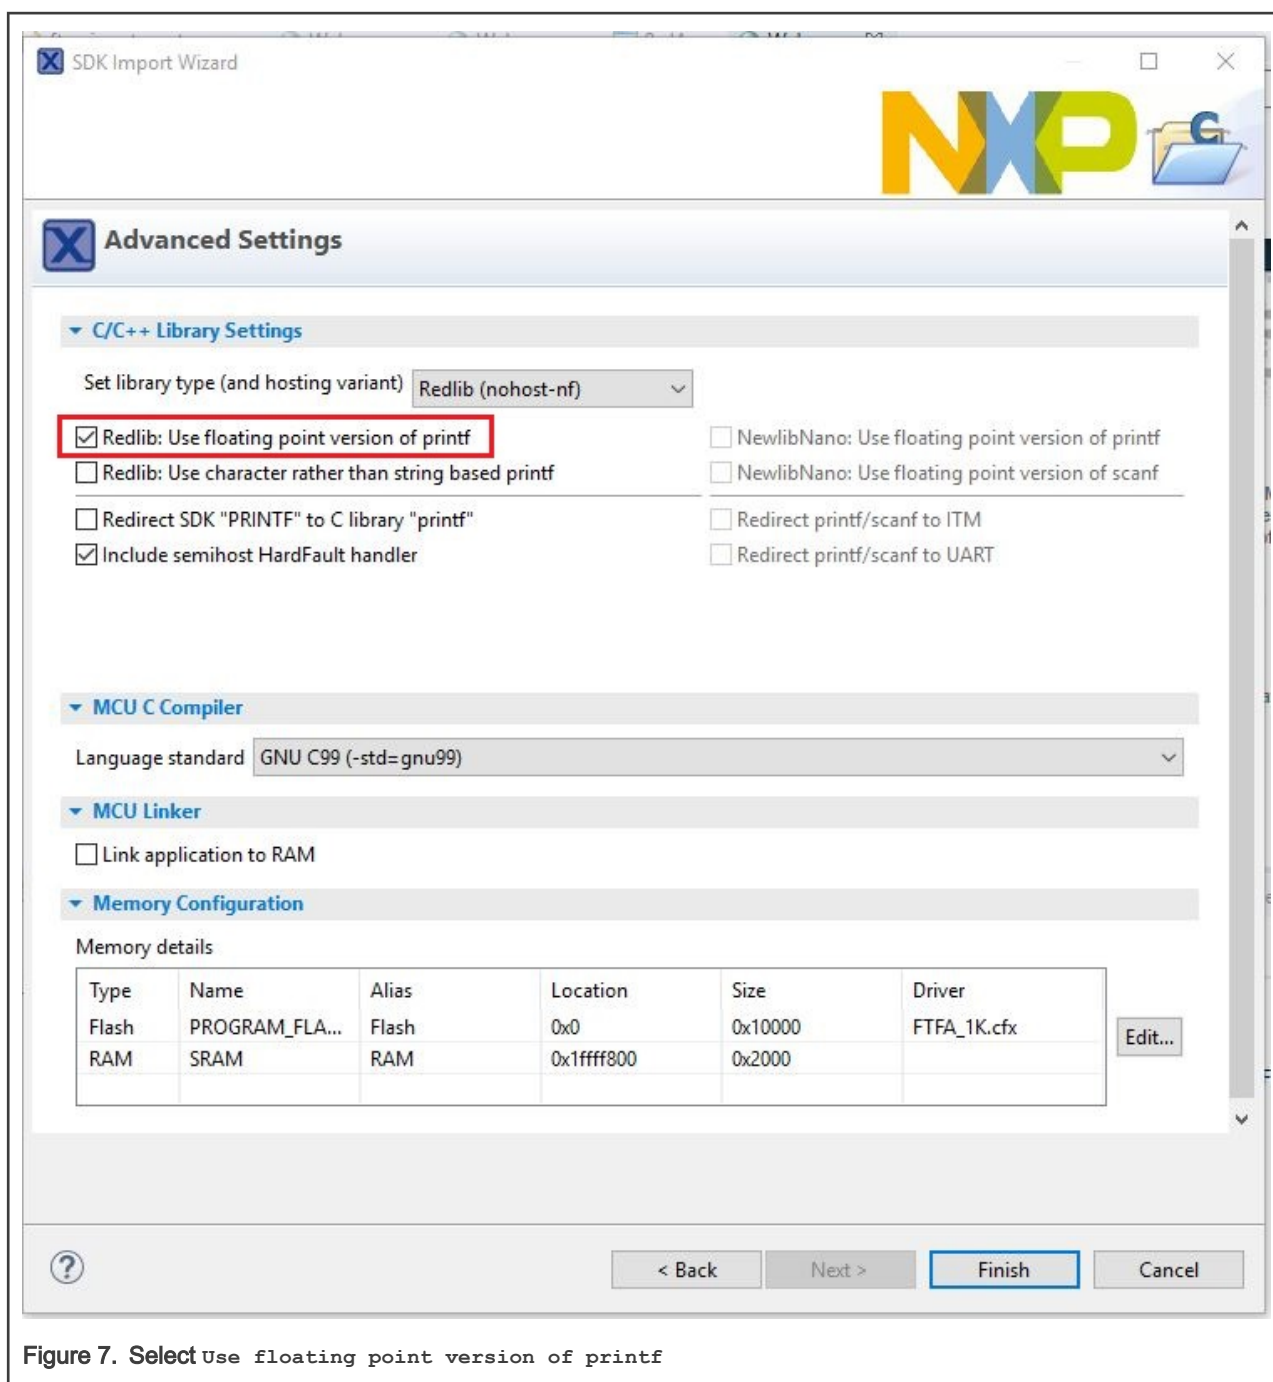 SDK Import Wizard
NXP
C
Advanced Settings
C/C++ Library Settings
Set library type (and hosting variant) Redlib (nohost-nf)
Redlib: Use floating point version of printf NewlibNano: Use floating point version of printf
Redlib: Use character rather than string based printf NewlibNano: Use floating point version of scanf
Redirect SDK "PRINTF" to C library "printf" Redirect printf/scanf to ITM
Include semihost HardFault handler Redirect printf/scanf to UART
MCU C Compiler
Language standard GNU C99 (-std=gnu99)
MCU Linker
Link application to RAM
Memory Configuration
Memory details
Type Name Alias Location Size Driver
Flash PROGRAM_FLA... Flash 0x0 0x10000 FTFA_1K.cfx
RAM SRAM RAM 0x1ffff800 0x2000
Edit...
? < Back Next > Finish Cancel
Figure 7. Select Use floating point version of printf